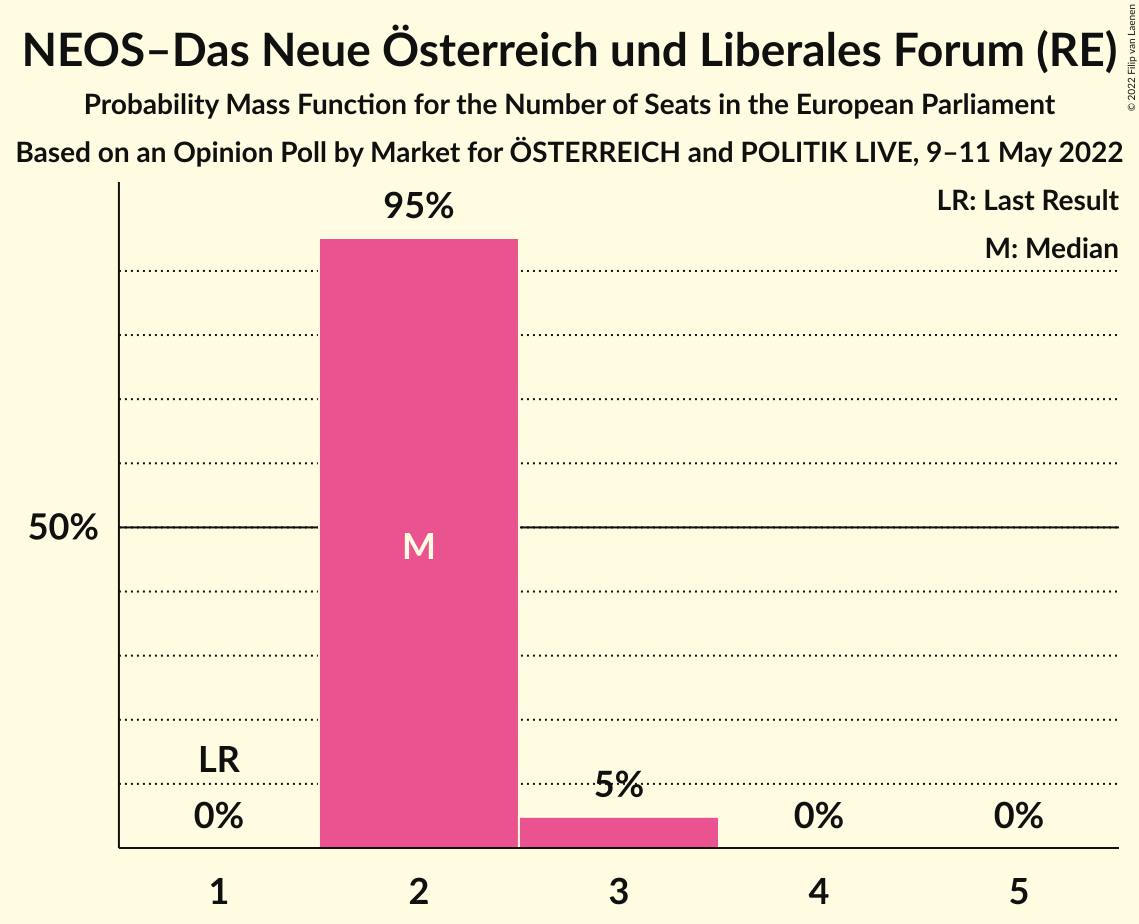 NEOS–Das Neue Österreich und Liberales Forum (RE)
Probability Mass Function for the Number of Seats in the European Parliament
Based on an Opinion Poll by Market for ÖSTERREICH and POLITIK LIVE, 9–11 May 2022
© 2022 Filip van Laenen
LR: Last Result
M: Median
95%
50%
M
LR
0%
5%
0%
0%
1
2
3
4
5